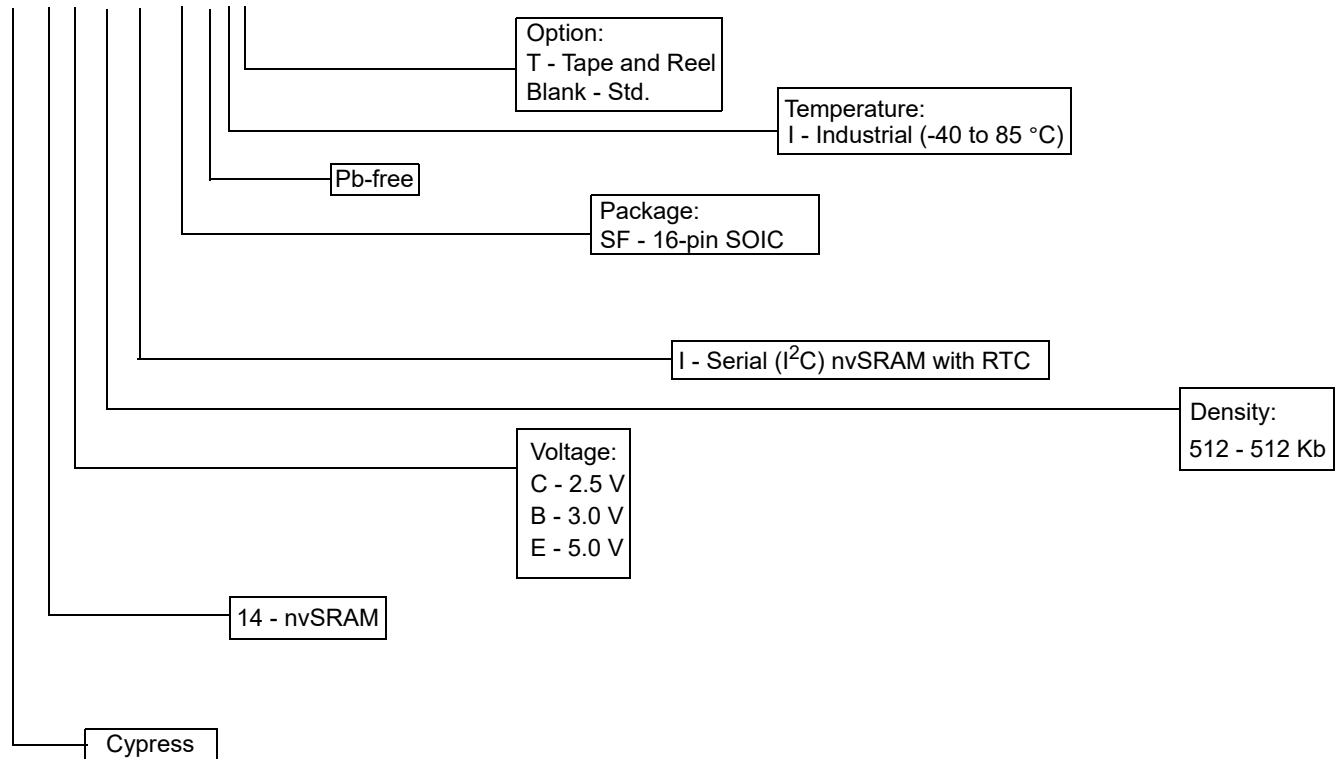 Option:
T - Tape and Reel
Blank - Std.
Temperature:
I - Industrial (-40 to 85 °C)
Pb-free
Package:
SF - 16-pin SOIC
I - Serial (I²C) nvSRAM with RTC
Density:
512 - 512 Kb
Voltage:
C - 2.5 V
B - 3.0 V
E - 5.0 V
14 - nvSRAM
Cypress